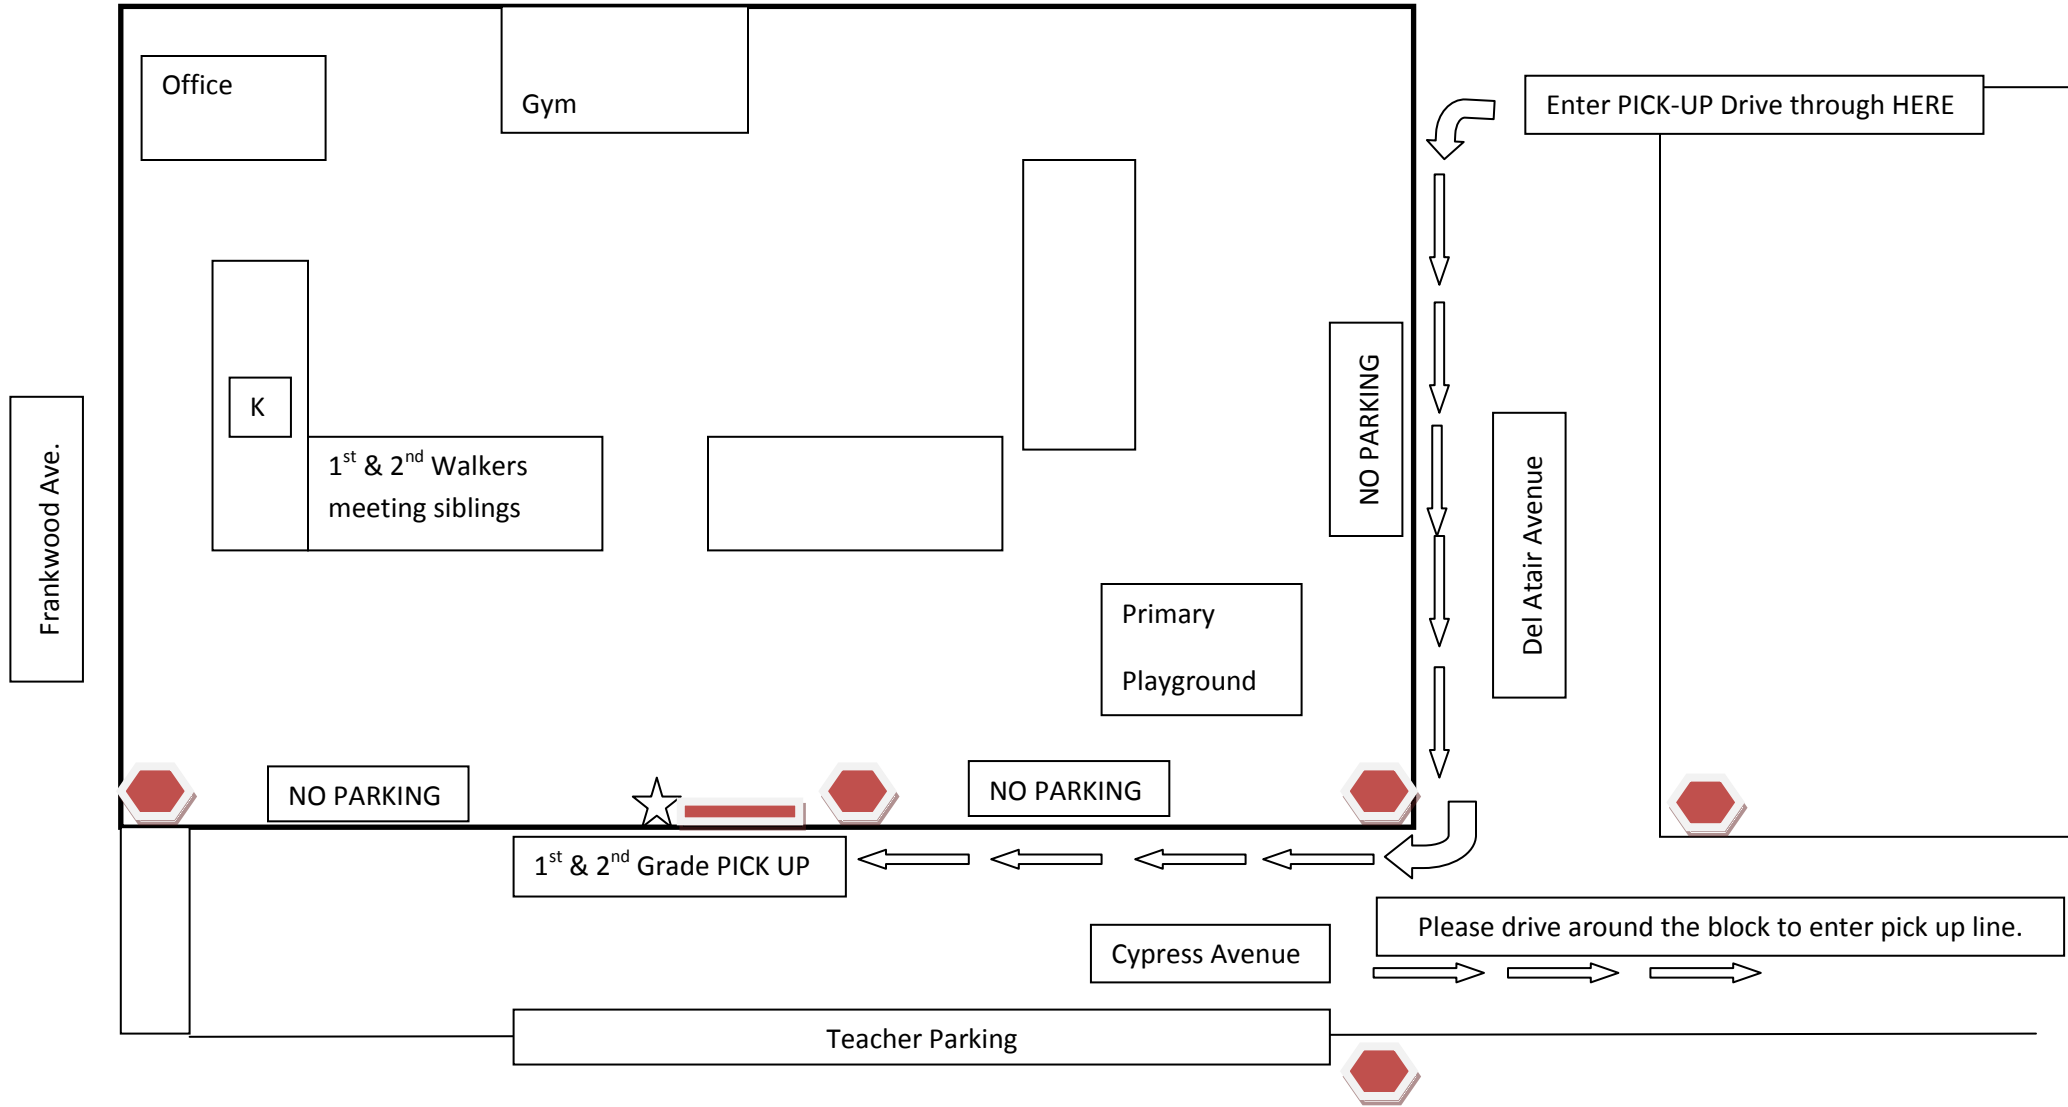 Office
Gym
Enter PICK-UP Drive through HERE
K
1st & 2nd Walkers
meeting siblings
NO PARKING
Frankwood Ave.
Del Atair Avenue
Primary
Playground
NO PARKING
NO PARKING
1st & 2nd Grade PICK UP
Please drive around the block to enter pick up line.
Cypress Avenue
Teacher Parking